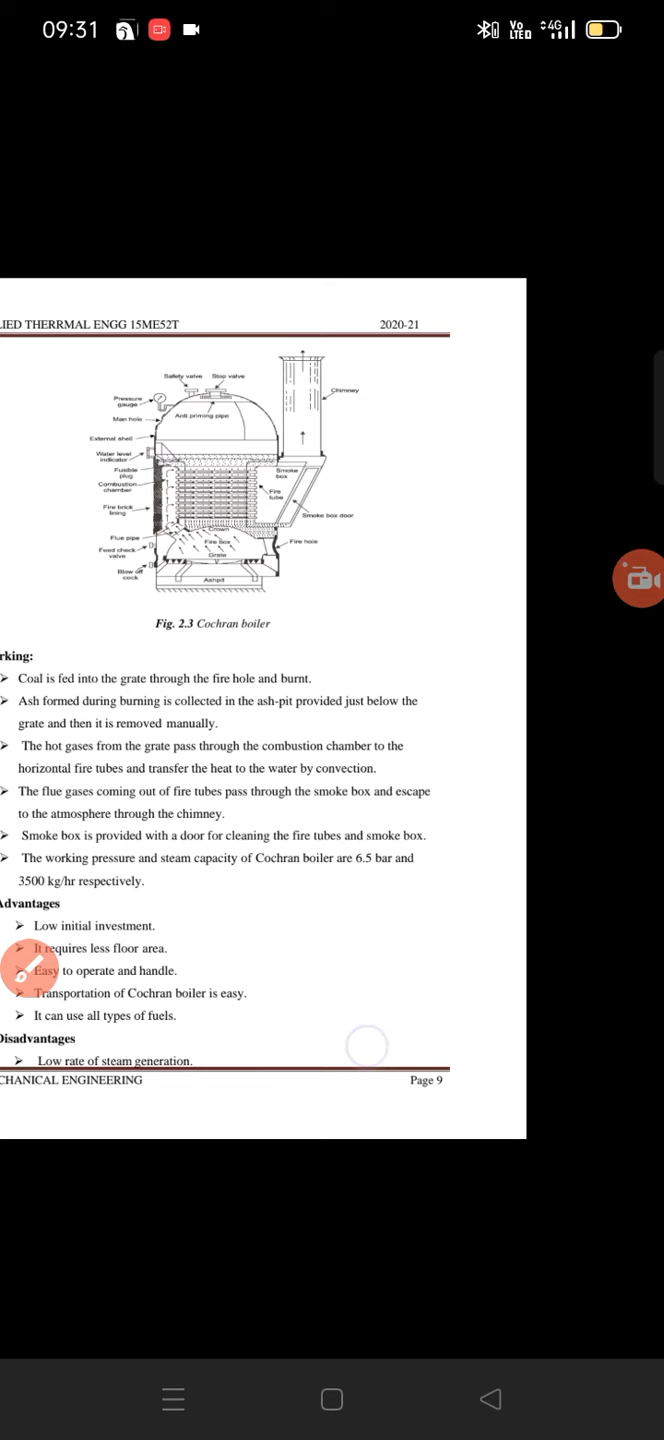 09:31
Vo
LTED
4G
LIED THERRMAL ENGG 15ME52T 2020-21
Safety valve Stop valve
Chimney
Pressure
gauge
Anti priming pipe
Man hole
External shell
Water level
indicator
Fusible
plug
Smoke
box
Combustion
chamber
Fire
tube
Fire brick
lining
Smoke box door
Crown
Flue pipe
Fire box
Fire hole
Feed check
valve
Grate
Blow off
cock
Ashpit
Fig. 2.3 Cochran boiler
rking:
➤ Coal is fed into the grate through the fire hole and burnt.
➤ Ash formed during burning is collected in the ash-pit provided just below the
grate and then it is removed manually.
➤ The hot gases from the grate pass through the combustion chamber to the
horizontal fire tubes and transfer the heat to the water by convection.
➤ The flue gases coming out of fire tubes pass through the smoke box and escape
to the atmosphere through the chimney.
➤ Smoke box is provided with a door for cleaning the fire tubes and smoke box.
➤ The working pressure and steam capacity of Cochran boiler are 6.5 bar and
3500 kg/hr respectively.
Advantages
➤ Low initial investment.
➤ It requires less floor area.
➤ Easy to operate and handle.
➤ Transportation of Cochran boiler is easy.
➤ It can use all types of fuels.
Disadvantages
➤ Low rate of steam generation.
CHANICAL ENGINEERING Page 9